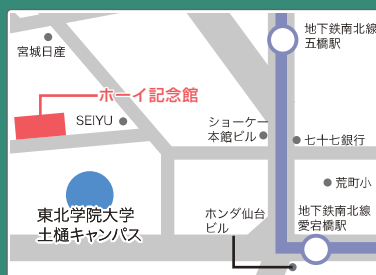 地下鉄南北線
五橋駅
宮城日産
ホーイ記念館
SEIYU
ショーケー
本館ビル
七十七銀行
荒町小
東北学院大学
土樋キャンパス
ホンダ仙台
ビル
地下鉄南北線
愛宕橋駅